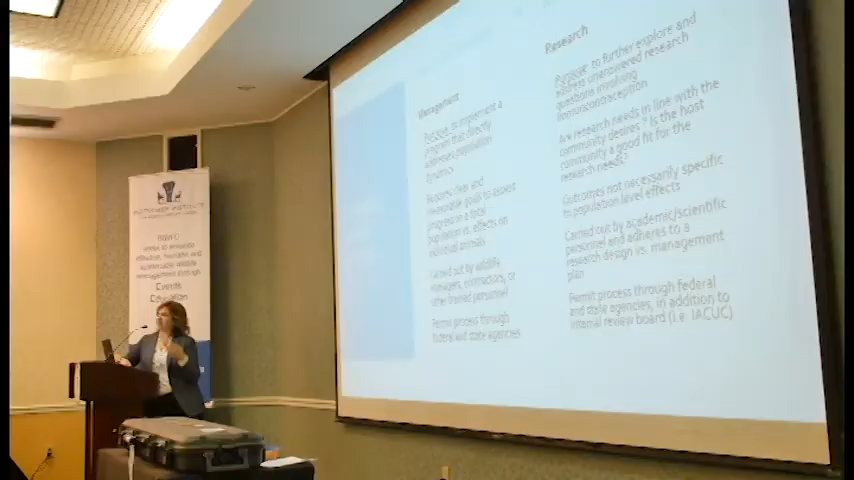 INSTITUTE
Events
Education
Management
Purpose: to implement a
program that directly
addresses population
dynamics
Requires clear and
measurable goals to assess
progress on a local
population vs. effects on
individual animals
Carried out by wildlife
managers, contractors, or
other trained personnel
Permit process through
federal and state agencies
Research
Purpose: to further explore and
address unanswered research
questions involving
immunocontraception
Are research needs in line with the
community desires? Is the host
community a good fit for the
research needs?
Outcomes not necessarily specific
to population level effects
Carried out by academic/scientific
personnel and adheres to a
research design vs. management
plan
Permit process through federal
and state agencies, in addition to
internal review board (i.e. IACUC)